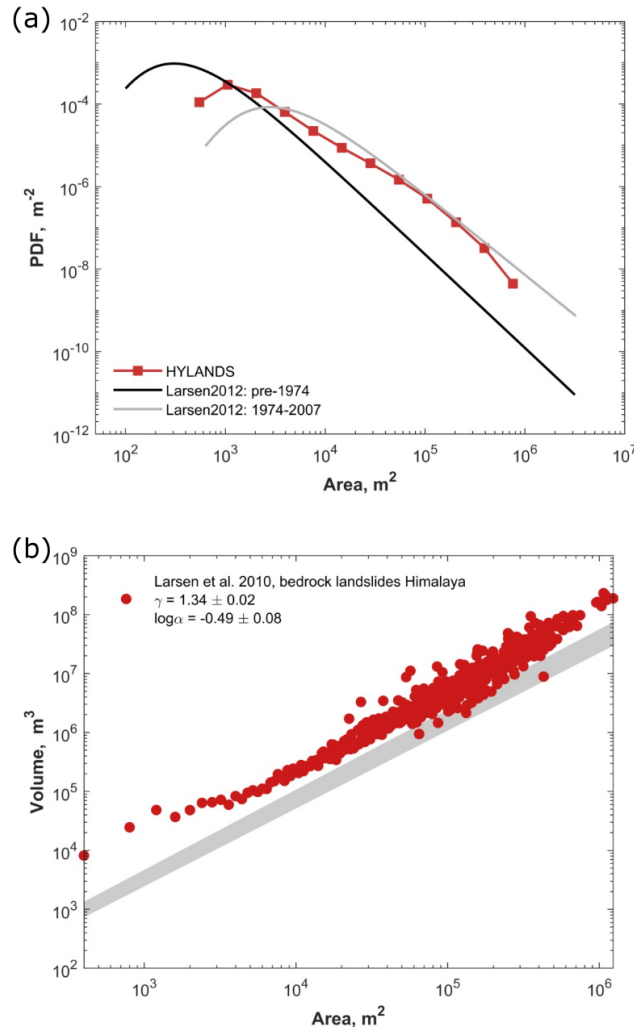 (a)
10^-2
10^-4
10^-6
10^-8
10^-10
10^-12
PDF, m^-2
HYLANDS
Larsen2012: pre-1974
Larsen2012: 1974-2007
10^2 10^3 10^4 10^5 10^6 10^7
Area, m^2
(b)
10^9
10^8
10^7
10^6
10^5
10^4
10^3
10^2
Volume, m^3
Larsen et al. 2010, bedrock landslides Himalaya
γ = 1.34 ± 0.02
logα = -0.49 ± 0.08
10^3 10^4 10^5 10^6
Area, m^2